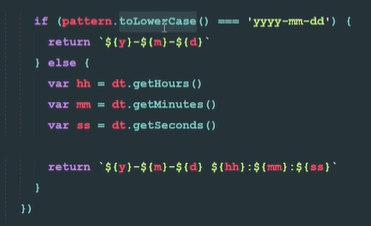 if (pattern.toLowerCase() === 'yyyy-mm-dd') {
return `${y}-${m}-${d}`
} else {
var hh = dt.getHours()
var mm = dt.getMinutes()
var ss = dt.getSeconds()
return `${y}-${m}-${d} ${hh}:${mm}:${ss}`
}
})